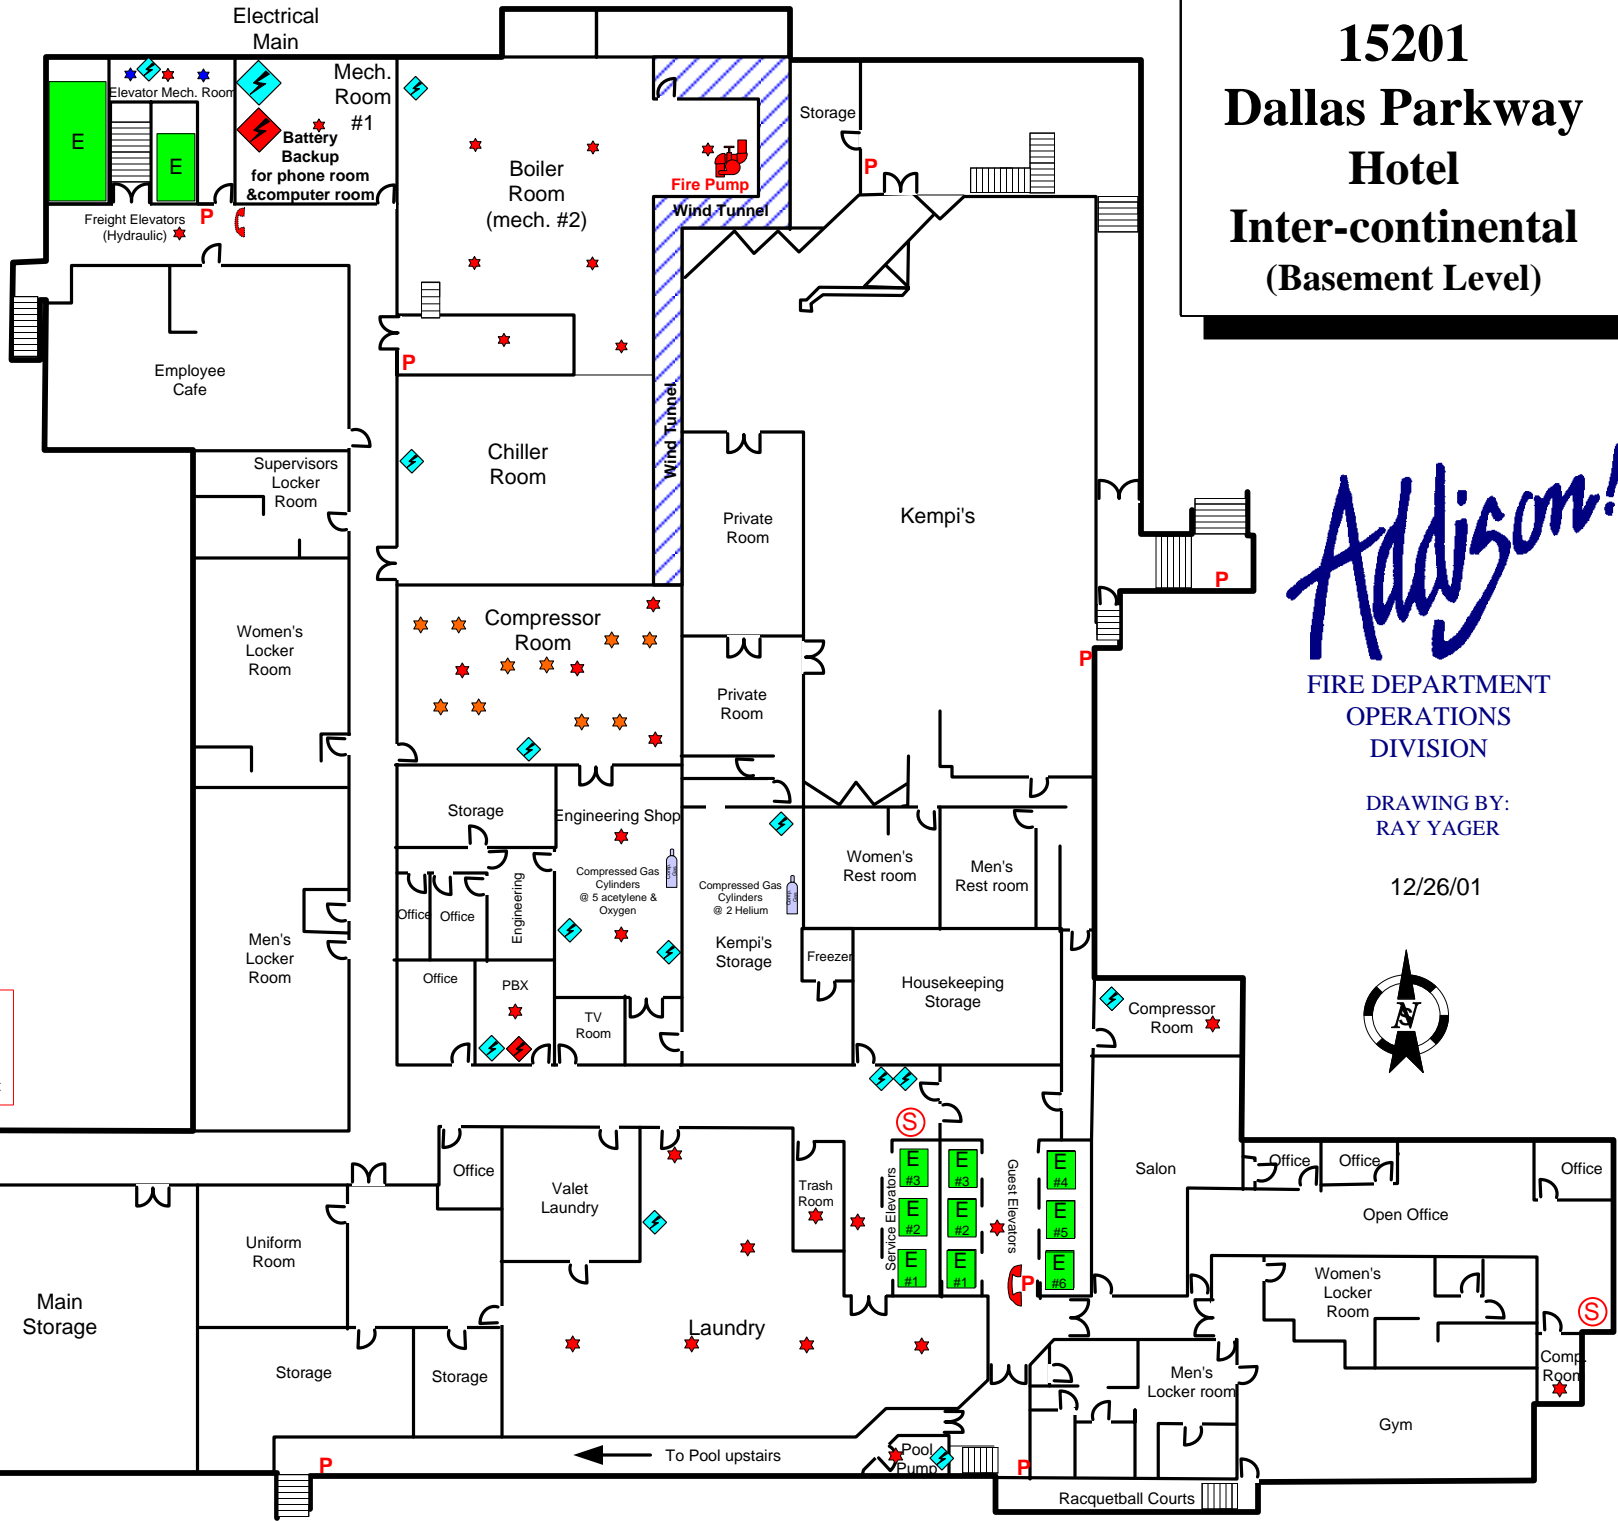 Electrical
Main
15201
Dallas Parkway
Hotel
Inter-continental
(Basement Level)
Mech.
Room
#1
Elevator Mech. Room
Battery
Backup
for phone room
&computer room
E
E
Freight Elevators
(Hydraulic)
P
Boiler
Room
(mech. #2)
Fire Pump
Wind Tunnel
Storage
P
Employee
Cafe
P
Wind Tunnel
Chiller
Room
Supervisors
Locker
Room
Private
Room
Kempi's
P
P
Addison!
FIRE DEPARTMENT
OPERATIONS
DIVISION
DRAWING BY:
RAY YAGER
12/26/01
N
S
Women's
Locker
Room
Compressor
Room
Private
Room
Storage
Engineering Shop
Compressed Gas
Cylinders
@ 5 acetylene &
Oxygen
Comp.
Gas
Compressed Gas
Cylinders
@ 2 Helium
Comp.
Gas
Women's
Rest room
Men's
Rest room
Office
Office
Engineering
Men's
Locker
Room
Kempi's
Storage
Freezer
Office
PBX
TV
Room
Housekeeping
Storage
Compressor
Room
S
Office
Valet
Laundry
Trash
Room
Service Elevators
E
#3
E
#2
E
#1
E
#3
E
#2
E
#1
Guest Elevators
E
#4
E
#5
E
#6
P
Salon
Office
Office
Office
Open Office
Uniform
Room
Main
Storage
Women's
Locker
Room
S
Laundry
Storage
Storage
Men's
Locker room
Comp.
Room
Gym
P
To Pool upstairs
Pool
Pump
P
Racquetball Courts